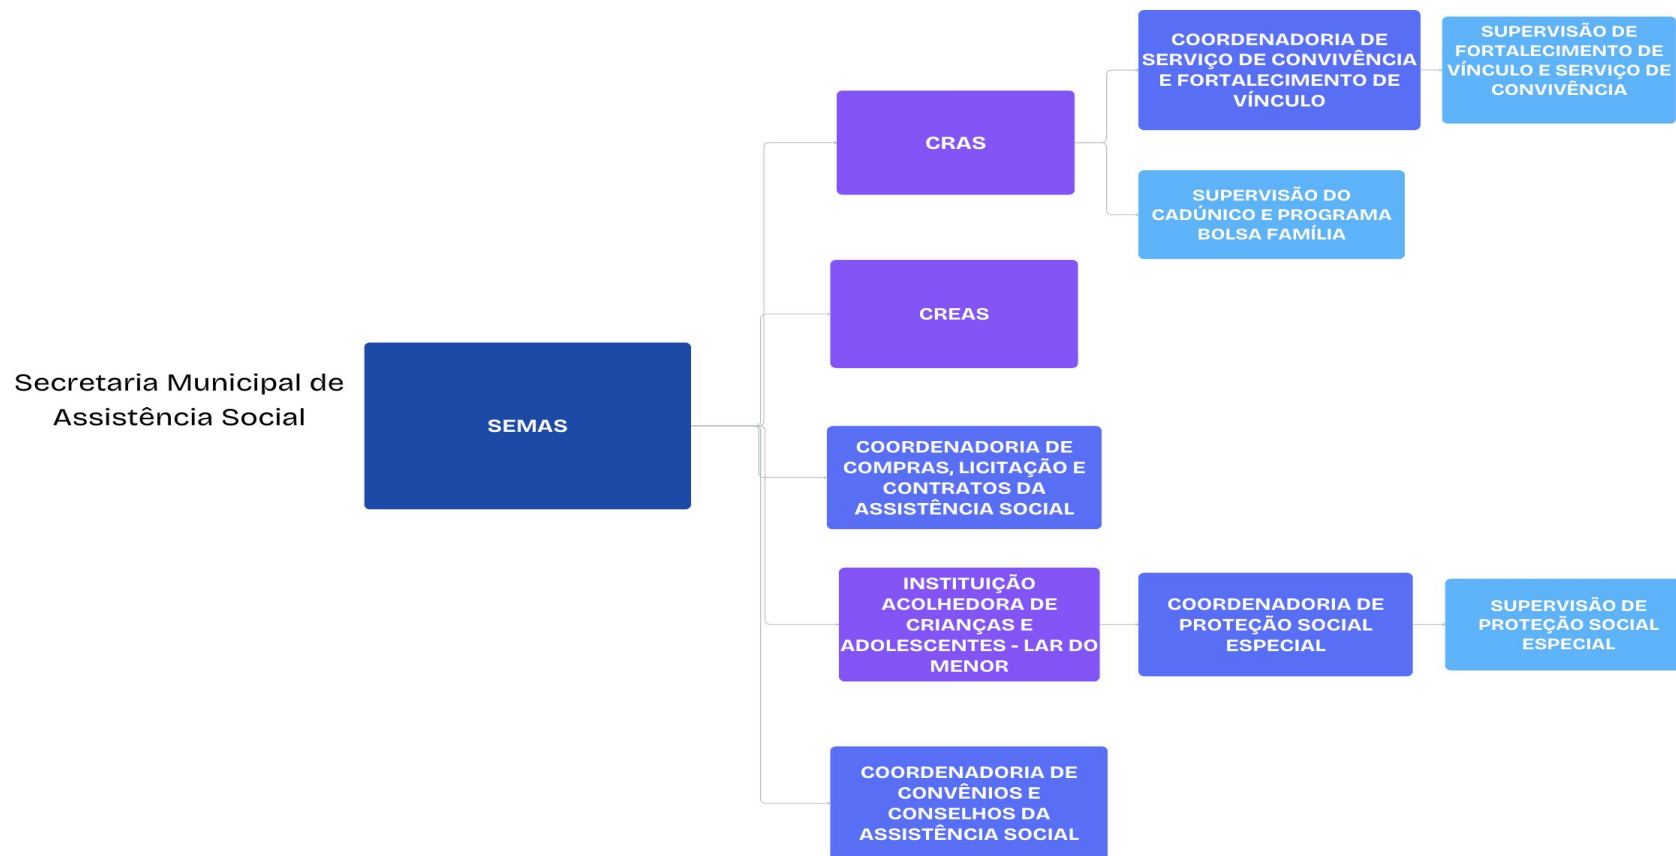 Secretaria Municipal de
Assistência Social
SEMAS
CRAS
COORDENADORIA DE
SERVIÇO DE CONVIVÊNCIA
E FORTALECIMENTO DE
VÍNCULO
SUPERVISÃO DE
FORTALECIMENTO DE
VÍNCULO E SERVIÇO DE
CONVIVÊNCIA
SUPERVISÃO DO
CADÚNICO E PROGRAMA
BOLSA FAMÍLIA
CREAS
COORDENADORIA DE
COMPRAS, LICITAÇÃO E
CONTRATOS DA
ASSISTÊNCIA SOCIAL
INSTITUIÇÃO
ACOLHEDORA DE
CRIANÇAS E
ADOLESCENTES - LAR DO
MENOR
COORDENADORIA DE
PROTEÇÃO SOCIAL
ESPECIAL
SUPERVISÃO DE
PROTEÇÃO SOCIAL
ESPECIAL
COORDENADORIA DE
CONVÊNIOS E
CONSELHOS DA
ASSISTÊNCIA SOCIAL